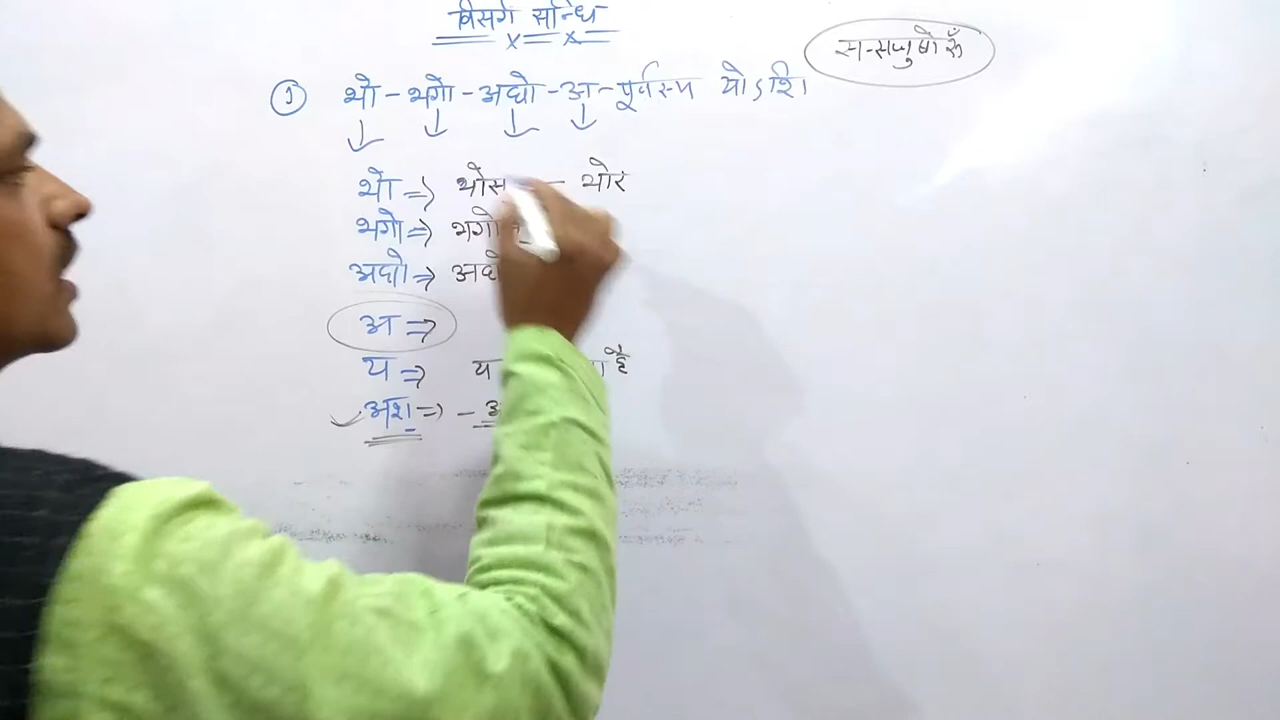 विसर्ग सन्धि
स-सजुषो रूँ
① भो - भगो - अघो - अ - पूर्वस्य योऽशि।
भो ⇒ भोस् — भोर्
भगो ⇒ भगोस्
अघो ⇒ अघो
अ ⇒
य ⇒ य है
अश् ⇒ - अ